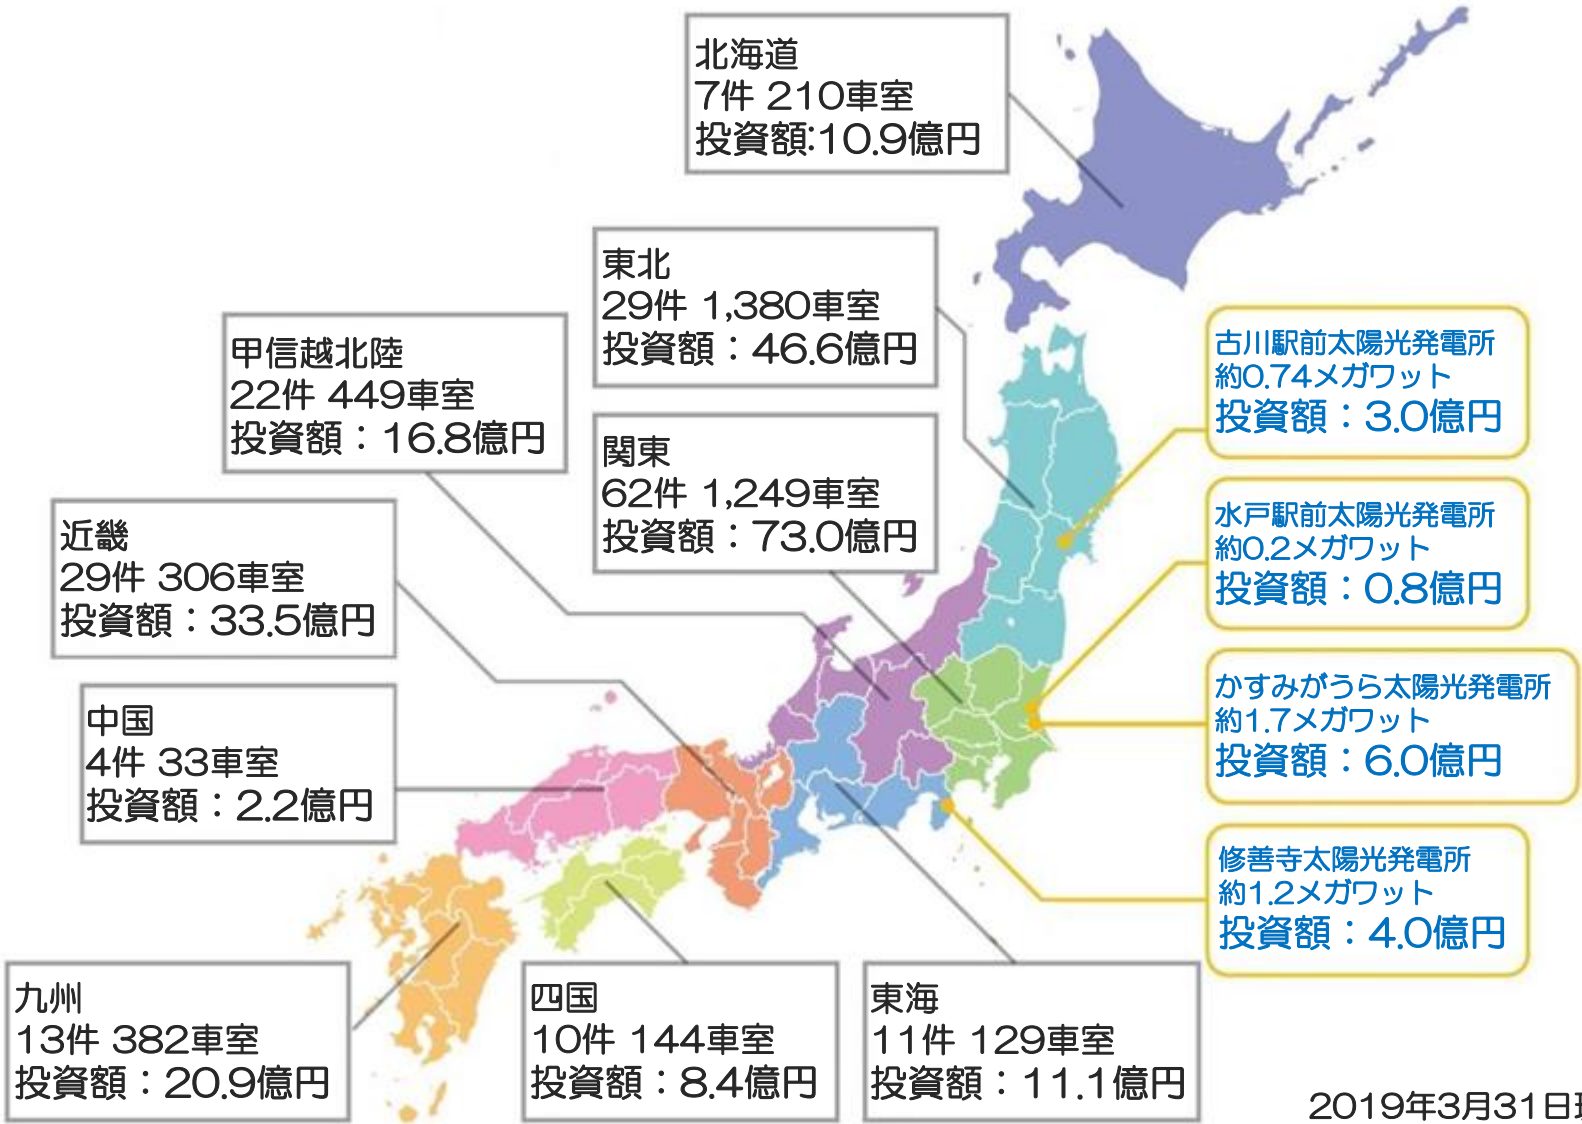 北海道
7件 210車室
投資額:10.9億円
東北
29件 1,380車室
投資額：46.6億円
甲信越北陸
22件 449車室
投資額：16.8億円
関東
62件 1,249車室
投資額：73.0億円
近畿
29件 306車室
投資額：33.5億円
中国
4件 33車室
投資額：2.2億円
九州
13件 382車室
投資額：20.9億円
四国
10件 144車室
投資額：8.4億円
東海
11件 129車室
投資額：11.1億円
古川駅前太陽光発電所
約0.74メガワット
投資額：3.0億円
水戸駅前太陽光発電所
約0.2メガワット
投資額：0.8億円
かすみがうら太陽光発電所
約1.7メガワット
投資額：6.0億円
修善寺太陽光発電所
約1.2メガワット
投資額：4.0億円
2019年3月31日